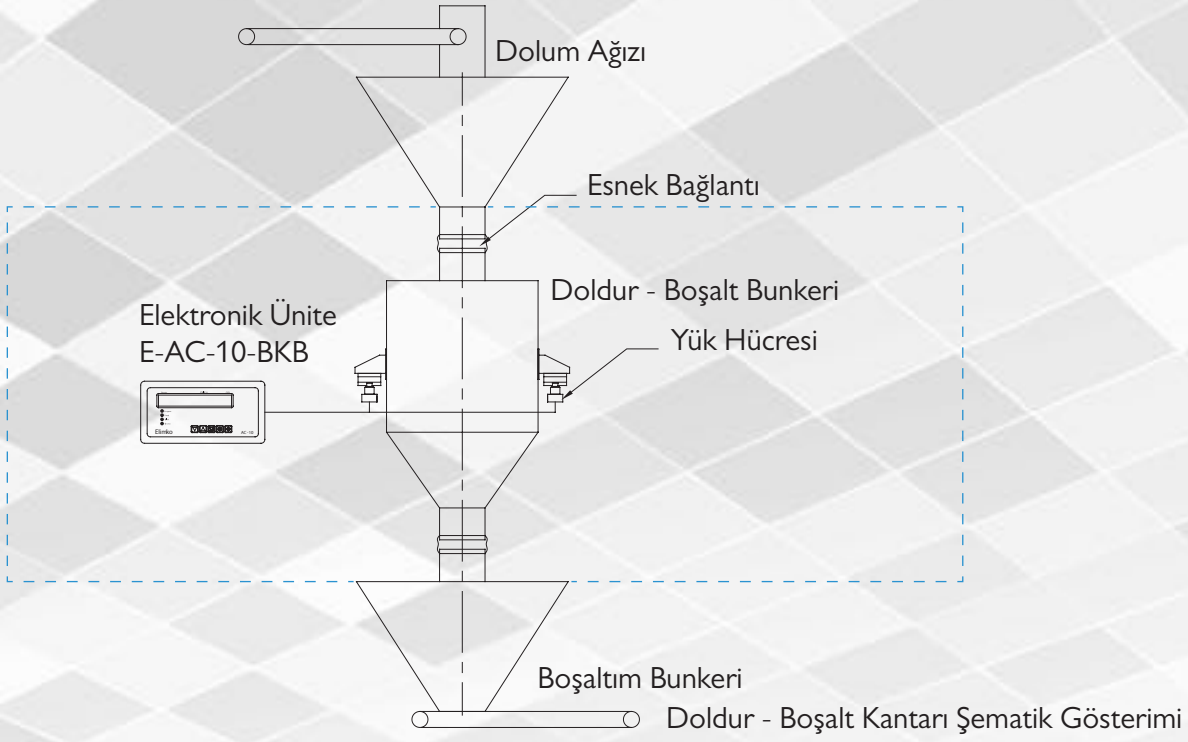 Dolum Ağızı
Esnek Bağlantı
Doldur - Boşalt Bunkeri
Elektronik Ünite
E-AC-10-BKB
Yük Hücresi
Elimko
AC-10
Boşaltım Bunkeri
Doldur - Boşalt Kantarı Şematik Gösterimi